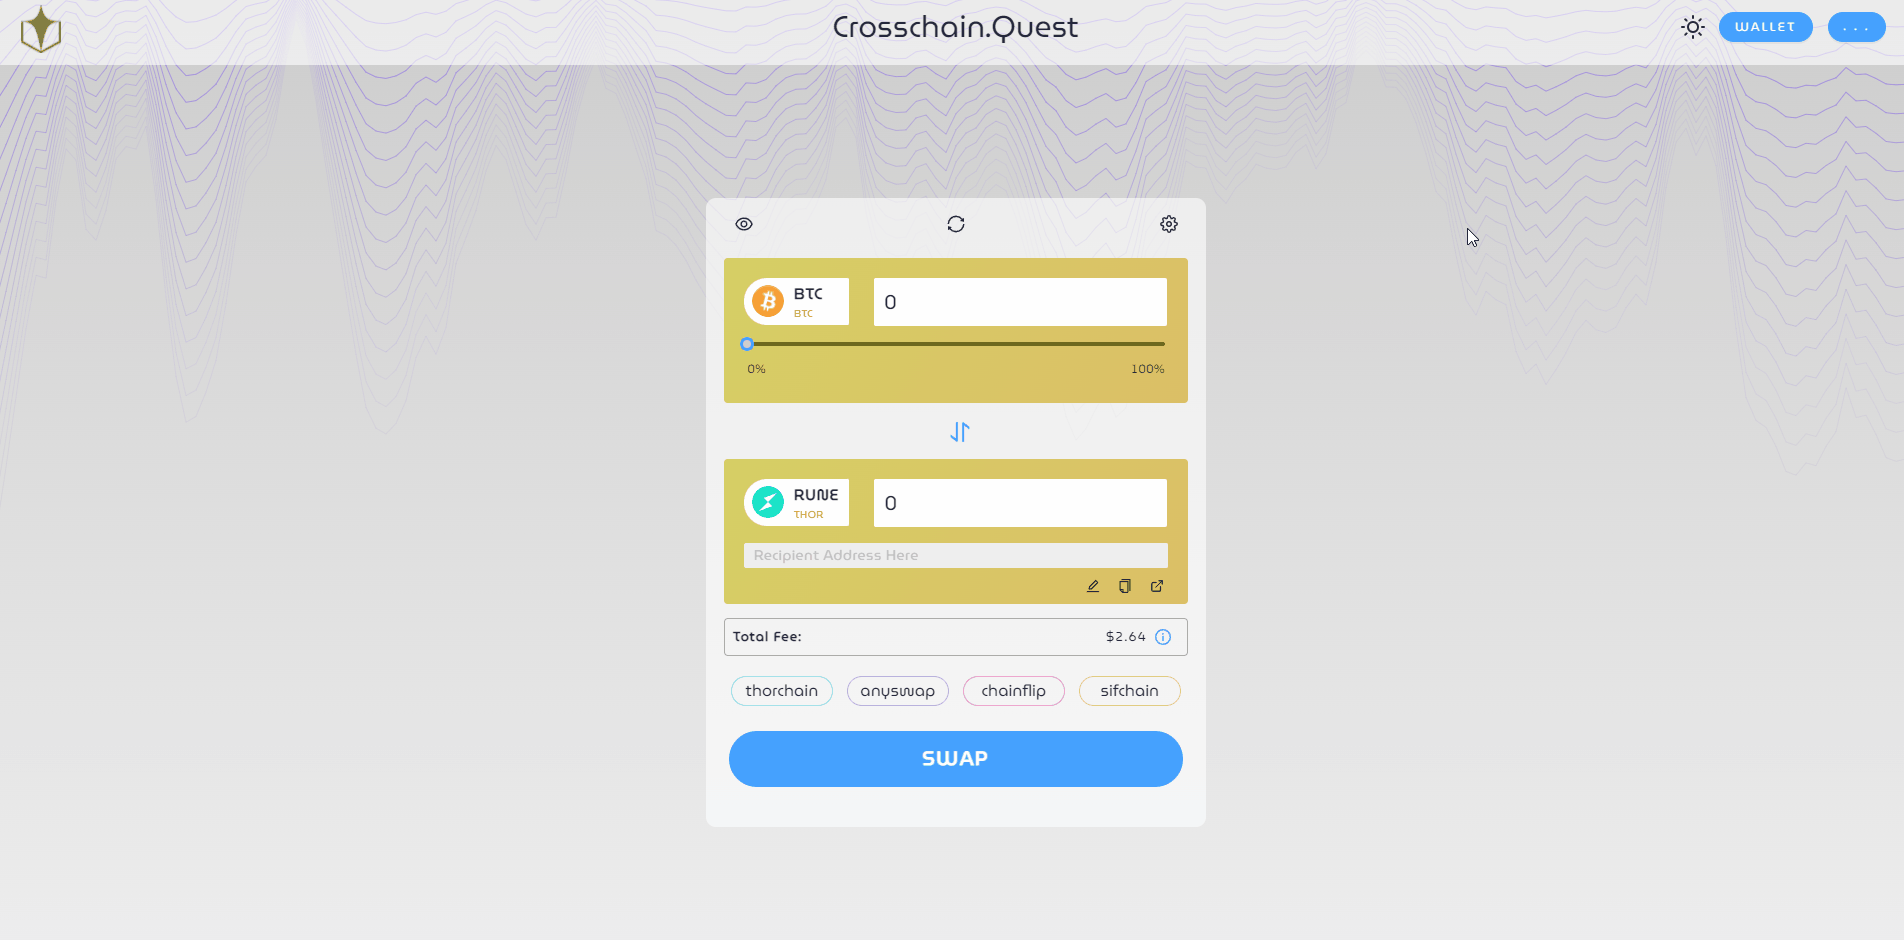 Crosschain.Quest
WALLET
...
BTC
BTC
0
0%
100%
RUNE
THOR
0
Recipient Address Here
Total Fee:
$2.64
thorchain
anyswap
chainflip
sifchain
SWAP